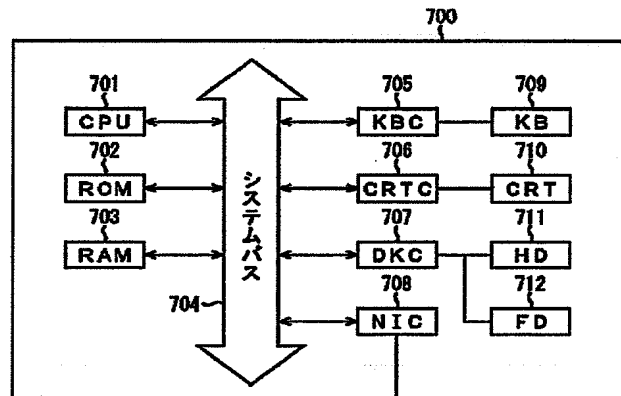 700
701
CPU
702
ROM
703
RAM
704
システムバス
705
KBC
706
CRTC
707
DKC
708
NIC
709
KB
710
CRT
711
HD
712
FD